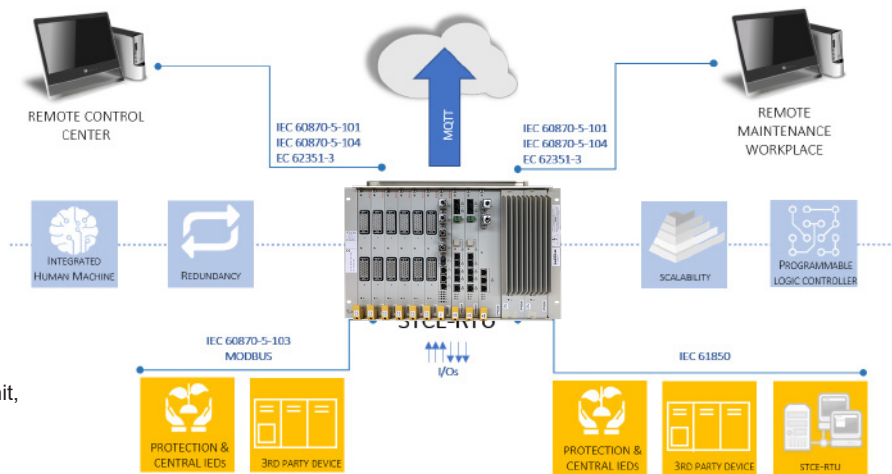 REMOTE CONTROL
CENTER
IEC 60870-5-101
IEC 60870-5-104
EC 62351-3
MQTT
IEC 60870-5-101
IEC 60870-5-104
EC 62351-3
REMOTE
MAINTENANCE
WORKPLACE
INTEGRATED
HUMAN MACHINE
REDUNDANCY
SCALABILITY
PROGRAMMABLE
LOGIC CONTROLLER
STCE-RTU
I/Os
IEC 60870-5-103
MODBUS
IEC 61850
it,
PROTECTION &
CENTRAL IEDS
3RD PARTY DEVICE
PROTECTION &
CENTRAL IEDS
3RD PARTY DEVICE
STCE-RTU